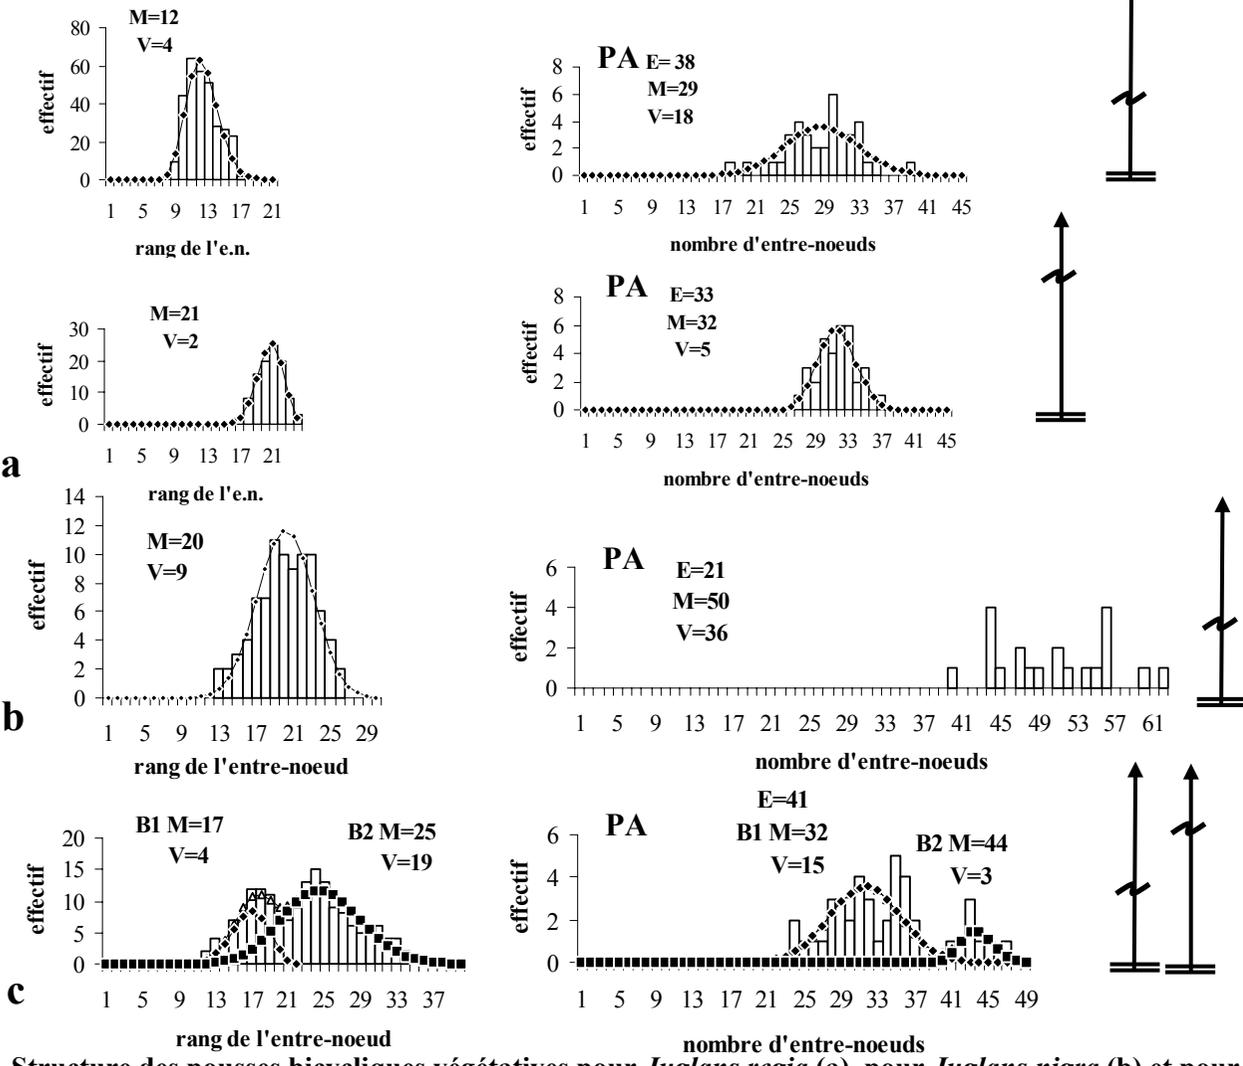 M=12
V=4
effectif
80
60
40
20
0
1 5 9 13 17 21
rang de l'e.n.
PA E= 38
M=29
V=18
effectif
8
6
4
2
0
1 5 9 13 17 21 25 29 33 37 41 45
nombre d'entre-noeuds
M=21
V=2
effectif
30
20
10
0
1 5 9 13 17 21
rang de l'e.n.
PA E=33
M=32
V=5
effectif
8
6
4
2
0
1 5 9 13 17 21 25 29 33 37 41 45
nombre d'entre-noeuds
a
M=20
V=9
effectif
14
12
10
8
6
4
2
0
1 5 9 13 17 21 25 29
rang de l'entre-noeud
PA E=21
M=50
V=36
effectif
6
4
2
0
1 5 9 13 17 21 25 29 33 37 41 45 49 53 57 61
nombre d'entre-noeuds
b
B1 M=17
V=4
B2 M=25
V=19
effectif
20
15
10
5
0
1 5 9 13 17 21 25 29 33 37
rang de l'entre-noeud
PA E=41
B1 M=32
V=15
B2 M=44
V=3
effectif
6
4
2
0
1 5 9 13 17 21 25 29 33 37 41 45 49
nombre d'entre-noeuds
c
Structure des pousses bicycliques végétatives pour Juglans regia (a), pour Juglans nigra (b) et pour